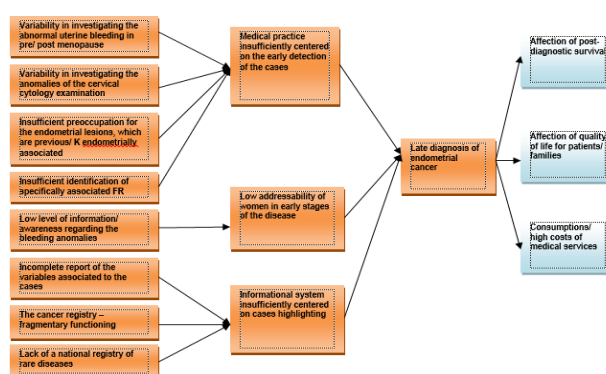 Variability in investigating the
abnormal uterine bleeding in
pre/ post menopause
Variability in investigating the
anomalies of the cervical
cytology examination
Insufficient preoccupation for
the endometrial lesions, which
are previous/ K endometrially
associated
Insufficient identification of
specifically associated FR
Low level of information/
awareness regarding the
bleeding anomalies
Incomplete report of the
variables associated to the
cases
The cancer registry –
fragmentary functioning
Lack of a national registry of
rare diseases
Medical practice
insufficiently centered
on the early detection
of the cases
Low addressability of
women in early stages
of the disease
Informational system
insufficiently centered
on cases highlighting
Late diagnosis of
endometrial
cancer
Affection of post-
diagnostic survival
Affection of quality
of life for patients/
families
Consumptions/
high costs of
medical services